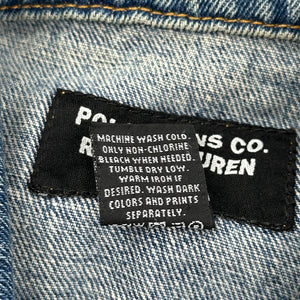 POL NS CO.
R UREN
MACHINE WASH COLD.
ONLY NON-CHLORINE
BLEACH WHEN NEEDED.
TUMBLE DRY LOW.
WARM IRON IF
DESIRED. WASH DARK
COLORS AND PRINTS
SEPARATELY.